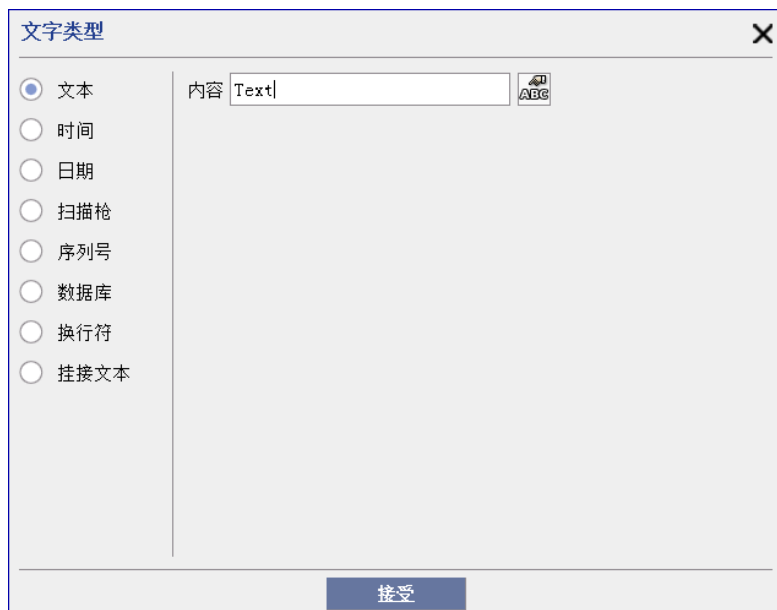 文字类型
文本
内容 Text
ABC
时间
日期
扫描枪
序列号
数据库
换行符
挂接文本
接受